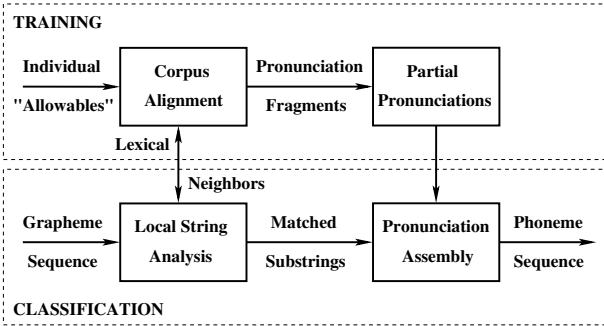 TRAINING
Individual
"Allowables"
Corpus
Alignment
Pronunciation
Fragments
Partial
Pronunciations
Lexical
Neighbors
Grapheme
Sequence
Local String
Analysis
Matched
Substrings
Pronunciation
Assembly
Phoneme
Sequence
CLASSIFICATION